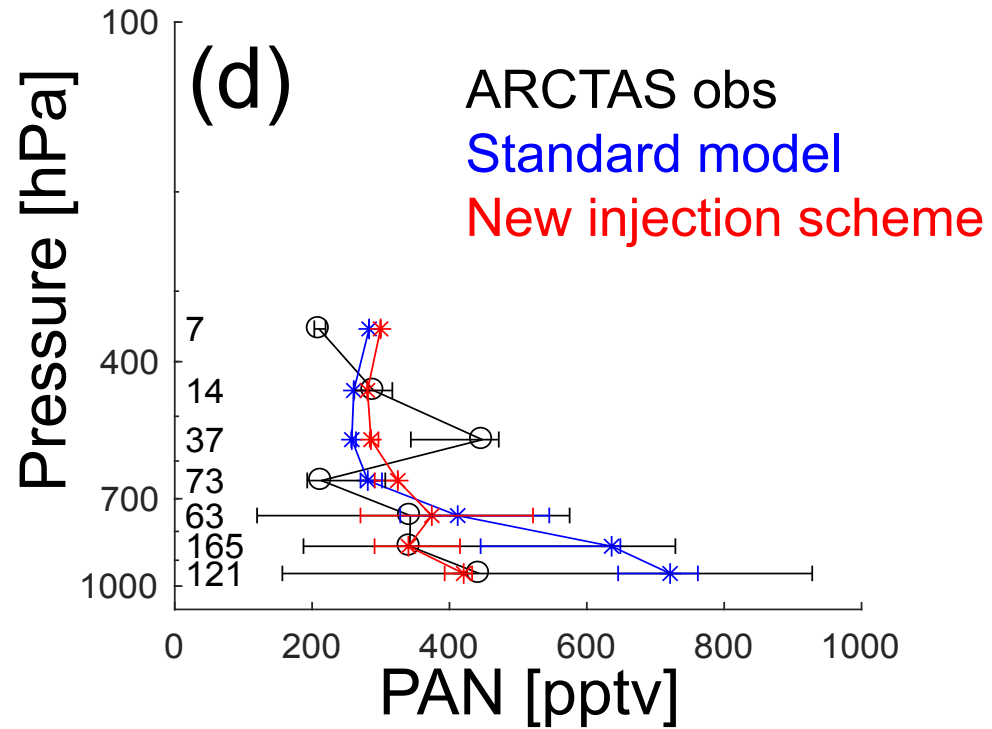 (d)
ARCTAS obs
Standard model
New injection scheme
Pressure [hPa]
100
400
700
1000
7
14
37
73
63
165
121
0 200 400 600 800 1000
PAN [pptv]